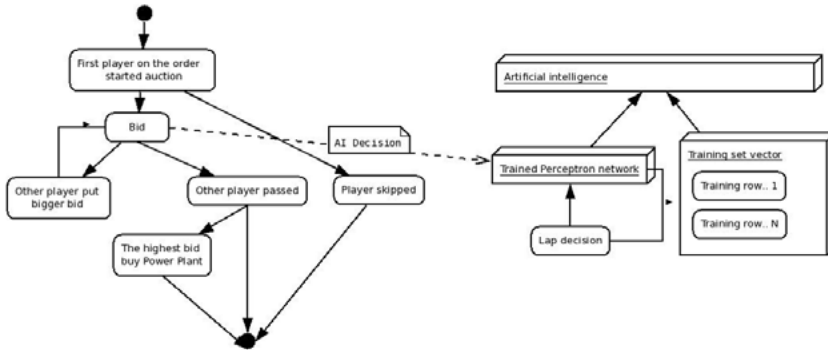 First player on the order
started auction
Bid
AI Decision
Other player put
bigger bid
Other player passed
Player skipped
The highest bid
buy Power Plant
Artificial intelligence
Trained Perceptron network
Training set vector
Training row.. 1
Training row.. N
Lap decision